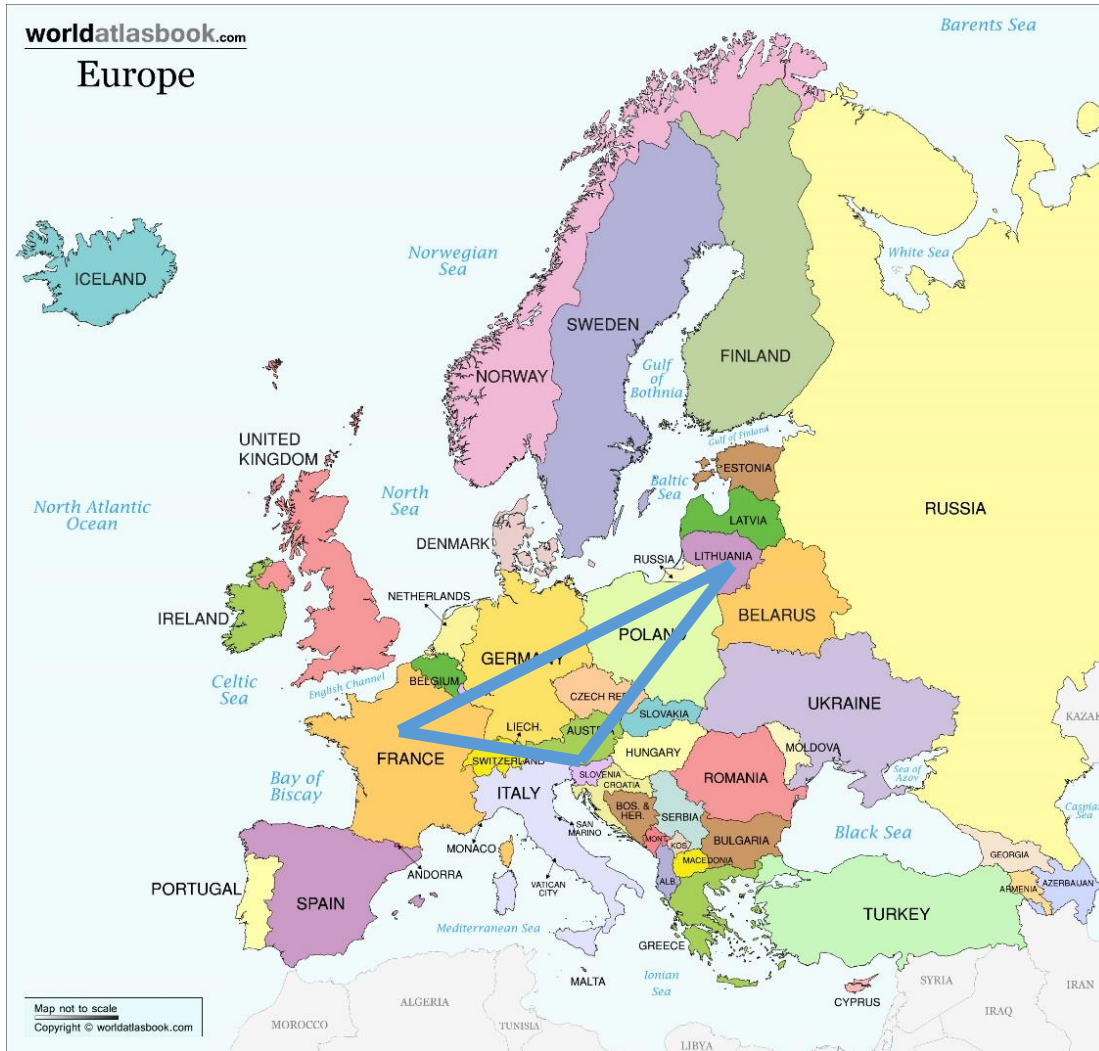 worldatlasbook.com
Europe
Barents Sea
ICELAND
Norwegian
Sea
White Sea
SWEDEN
FINLAND
NORWAY
Gulf
of
Bothnia
UNITED
KINGDOM
Gulf of Finland
ESTONIA
Baltic
Sea
North Atlantic
Ocean
North
Sea
RUSSIA
LATVIA
DENMARK
LITHUANIA
RUSSIA
NETHERLANDS
IRELAND
BELARUS
POLAND
GERMANY
Celtic
Sea
English Channel
BELGIUM
CZECH REP.
UKRAINE
SLOVAKIA
LIECH.
AUSTRIA
KAZAK
FRANCE
SWITZERLAND
HUNGARY
MOLDOVA
SLOVENIA
CROATIA
ROMANIA
Sea of
Azov
Bay of
Biscay
ITALY
BOS. &
HER.
SERBIA
Caspian
Sea
SAN
MARINO
Black Sea
MONT.
KOS.
BULGARIA
MONACO
MACEDONIA
GEORGIA
ANDORRA
ALB.
ARMENIA
AZERBAIJAN
PORTUGAL
SPAIN
VATICAN
CITY
TURKEY
Mediterranean Sea
GREECE
MALTA
Ionian
Sea
CYPRUS
SYRIA
IRAN
ALGERIA
IRAQ
Map not to scale
Copyright © worldatlasbook.com
MOROCCO
TUNISIA
LIBYA